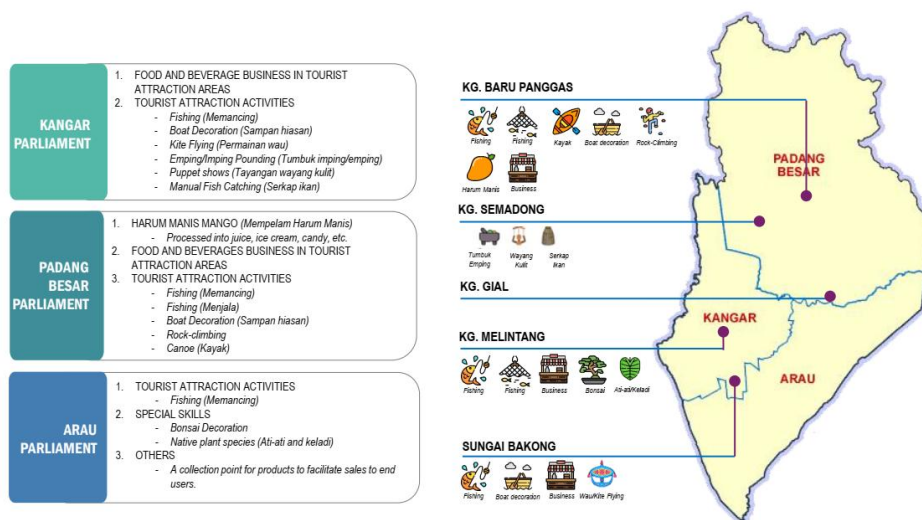 KANGAR
PARLIAMENT
1. FOOD AND BEVERAGE BUSINESS IN TOURIST
ATTRACTION AREAS
2. TOURIST ATTRACTION ACTIVITIES
- Fishing (Memancing)
- Boat Decoration (Sampan hiasan)
- Kite Flying (Permainan wau)
- Emping/Imping Pounding (Tumbuk imping/emping)
- Puppet shows (Tayangan wayang kulit)
- Manual Fish Catching (Serkap ikan)
PADANG
BESAR
PARLIAMENT
1. HARUM MANIS MANGO (Mempelam Harum Manis)
- Processed into juice, ice cream, candy, etc.
2. FOOD AND BEVERAGES BUSINESS IN TOURIST
ATTRACTION AREAS
3. TOURIST ATTRACTION ACTIVITIES
- Fishing (Memancing)
- Fishing (Menjala)
- Boat Decoration (Sampan hiasan)
- Rock-climbing
- Canoe (Kayak)
ARAU
PARLIAMENT
1. TOURIST ATTRACTION ACTIVITIES
- Fishing (Memancing)
2. SPECIAL SKILLS
- Bonsai Decoration
- Native plant species (Ati-ati and keladi)
3. OTHERS
- A collection point for products to facilitate sales to end
users.
KG. BARU PANGGAS
Fishing Fishing Kayak Boat decoration Rock-Climbing
Harum Manis Business
KG. SEMADONG
Tumbuk Wayang Serkap
Emping Kulit Ikan
KG. GIAL
KG. MELINTANG
Fishing Fishing Business Bonsai Ati-ati/Keladi
SUNGAI BAKONG
Fishing Boat decoration Business Wau/Kite Flying
PADANG
BESAR
KANGAR
ARAU